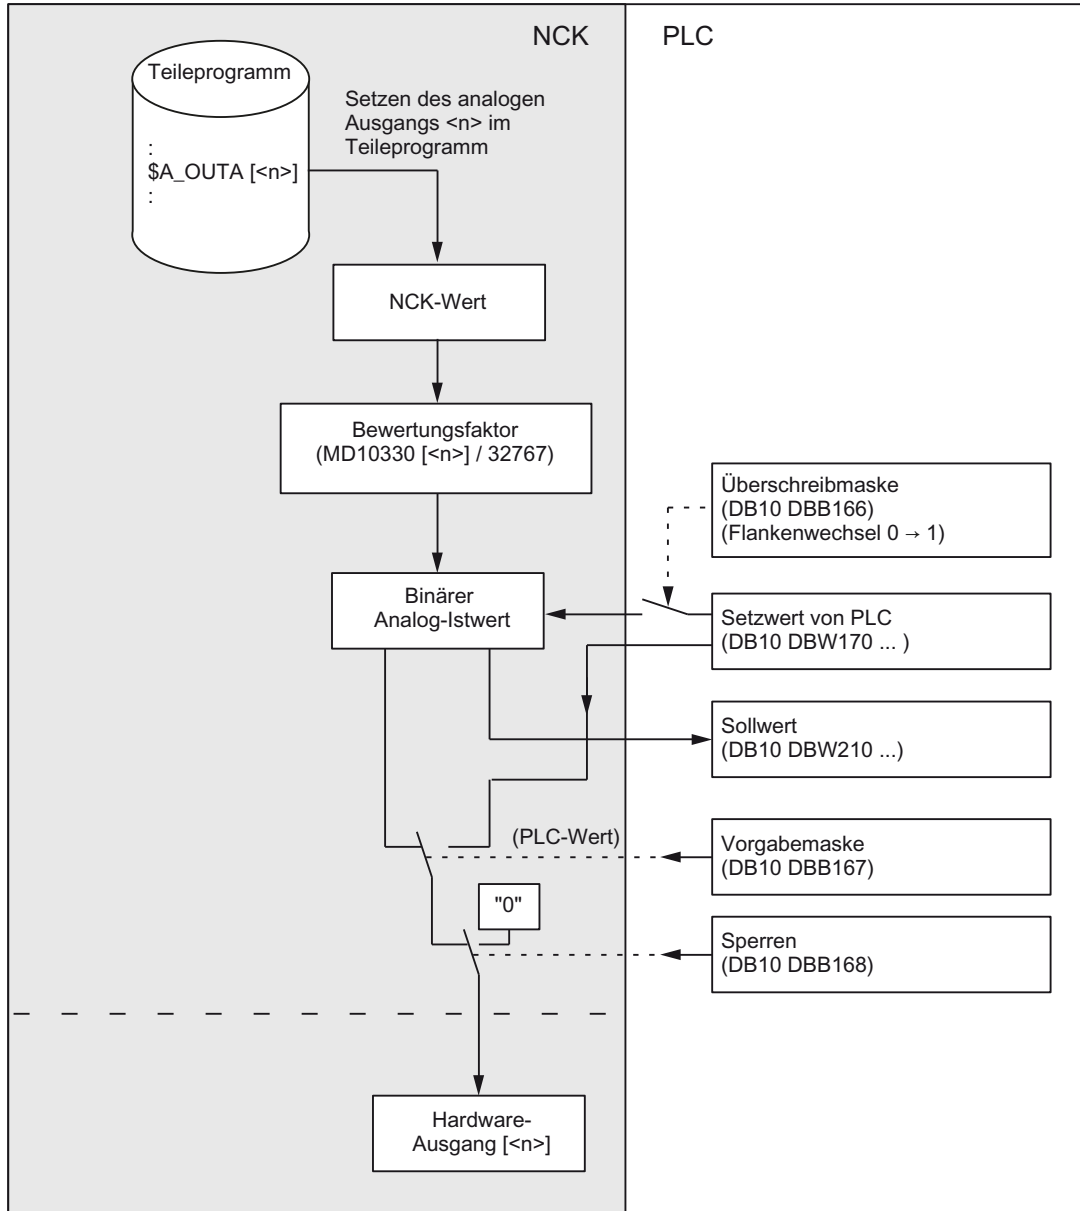 NCK
PLC
Teileprogramm
:
$A_OUTA [<n>]
:
Setzen des analogen
Ausgangs <n> im
Teileprogramm
NCK-Wert
Bewertungsfaktor
(MD10330 [<n>] / 32767)
Überschreibmaske
(DB10 DBB166)
(Flankenwechsel 0 → 1)
Binärer
Analog-Istwert
Setzwert von PLC
(DB10 DBW170 ... )
Sollwert
(DB10 DBW210 ...)
(PLC-Wert)
Vorgabemaske
(DB10 DBB167)
"0"
Sperren
(DB10 DBB168)
Hardware-
Ausgang [<n>]